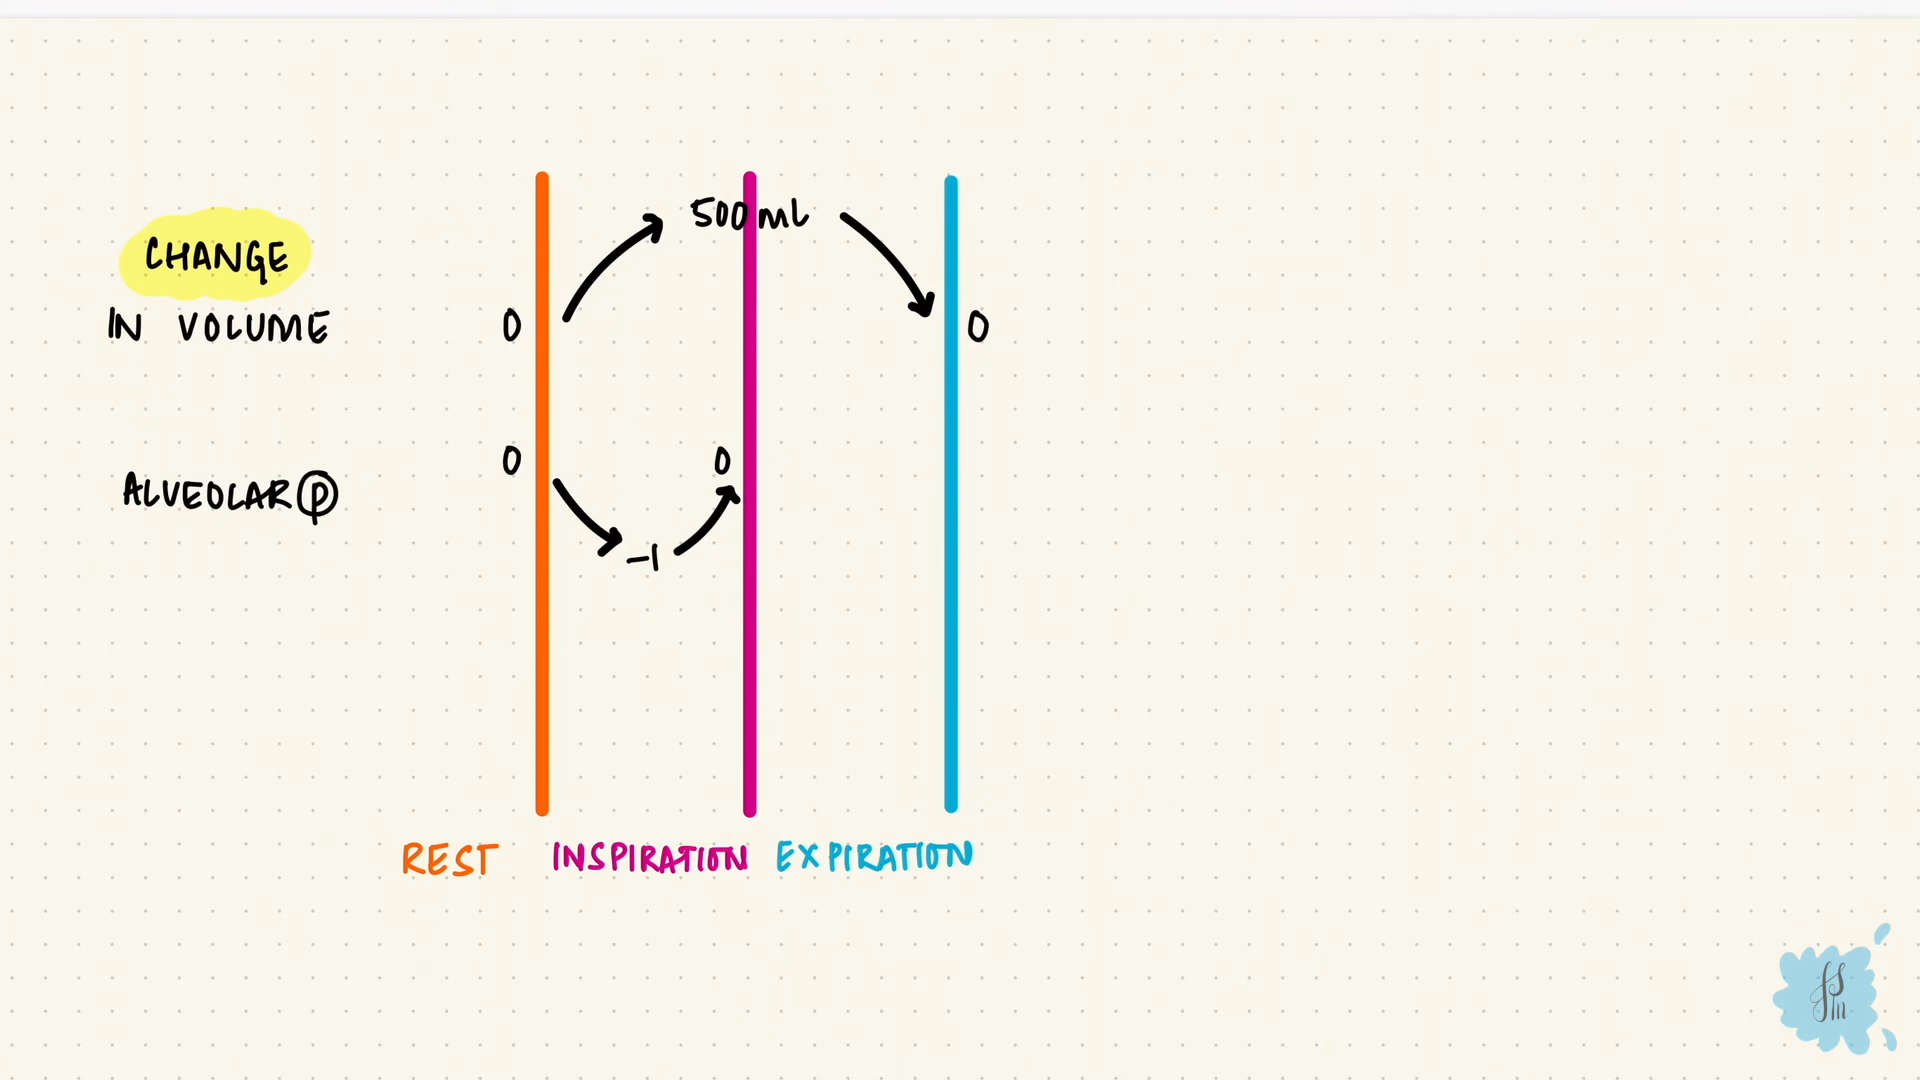 CHANGE
IN VOLUME
0
500 mL
0
ALVEOLAR P
0
-1
0
REST INSPIRATION EXPIRATION